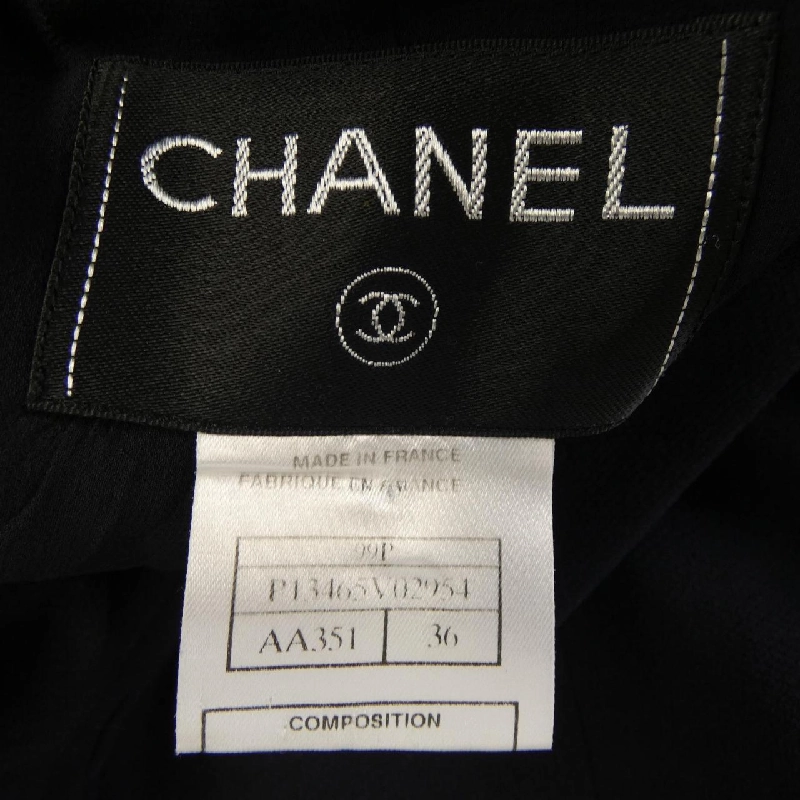 CHANEL
MADE IN FRANCE
FABRIQUE EN FRANCE
99P
P13465V02954
AA351 36
COMPOSITION